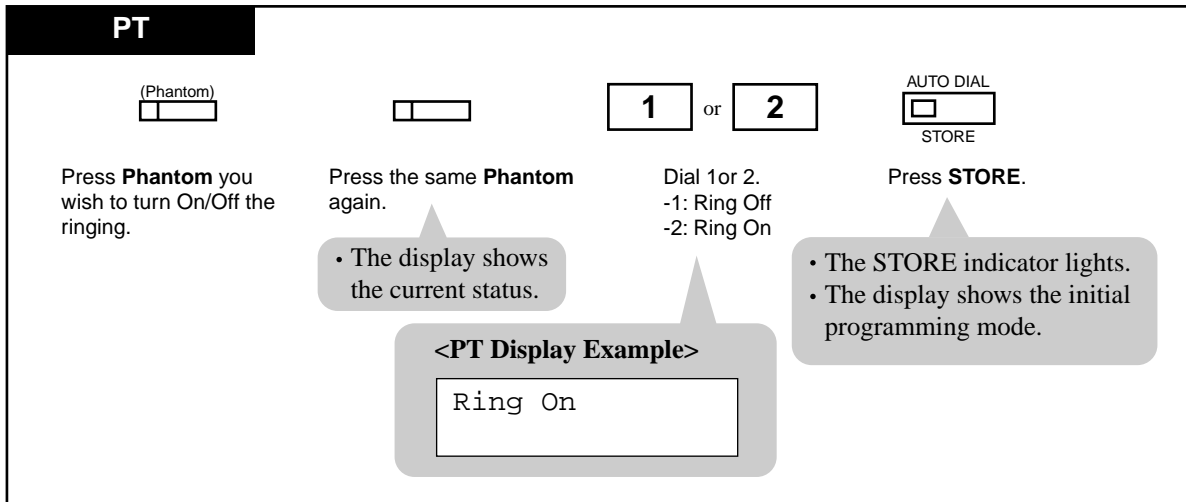 PT
(Phantom)
1 or 2
AUTO DIAL
STORE
Press Phantom you
wish to turn On/Off the
ringing.
Press the same Phantom
again.
• The display shows
the current status.
Dial 1or 2.
-1: Ring Off
-2: Ring On
<PT Display Example>
Ring On
Press STORE.
• The STORE indicator lights.
• The display shows the initial
programming mode.